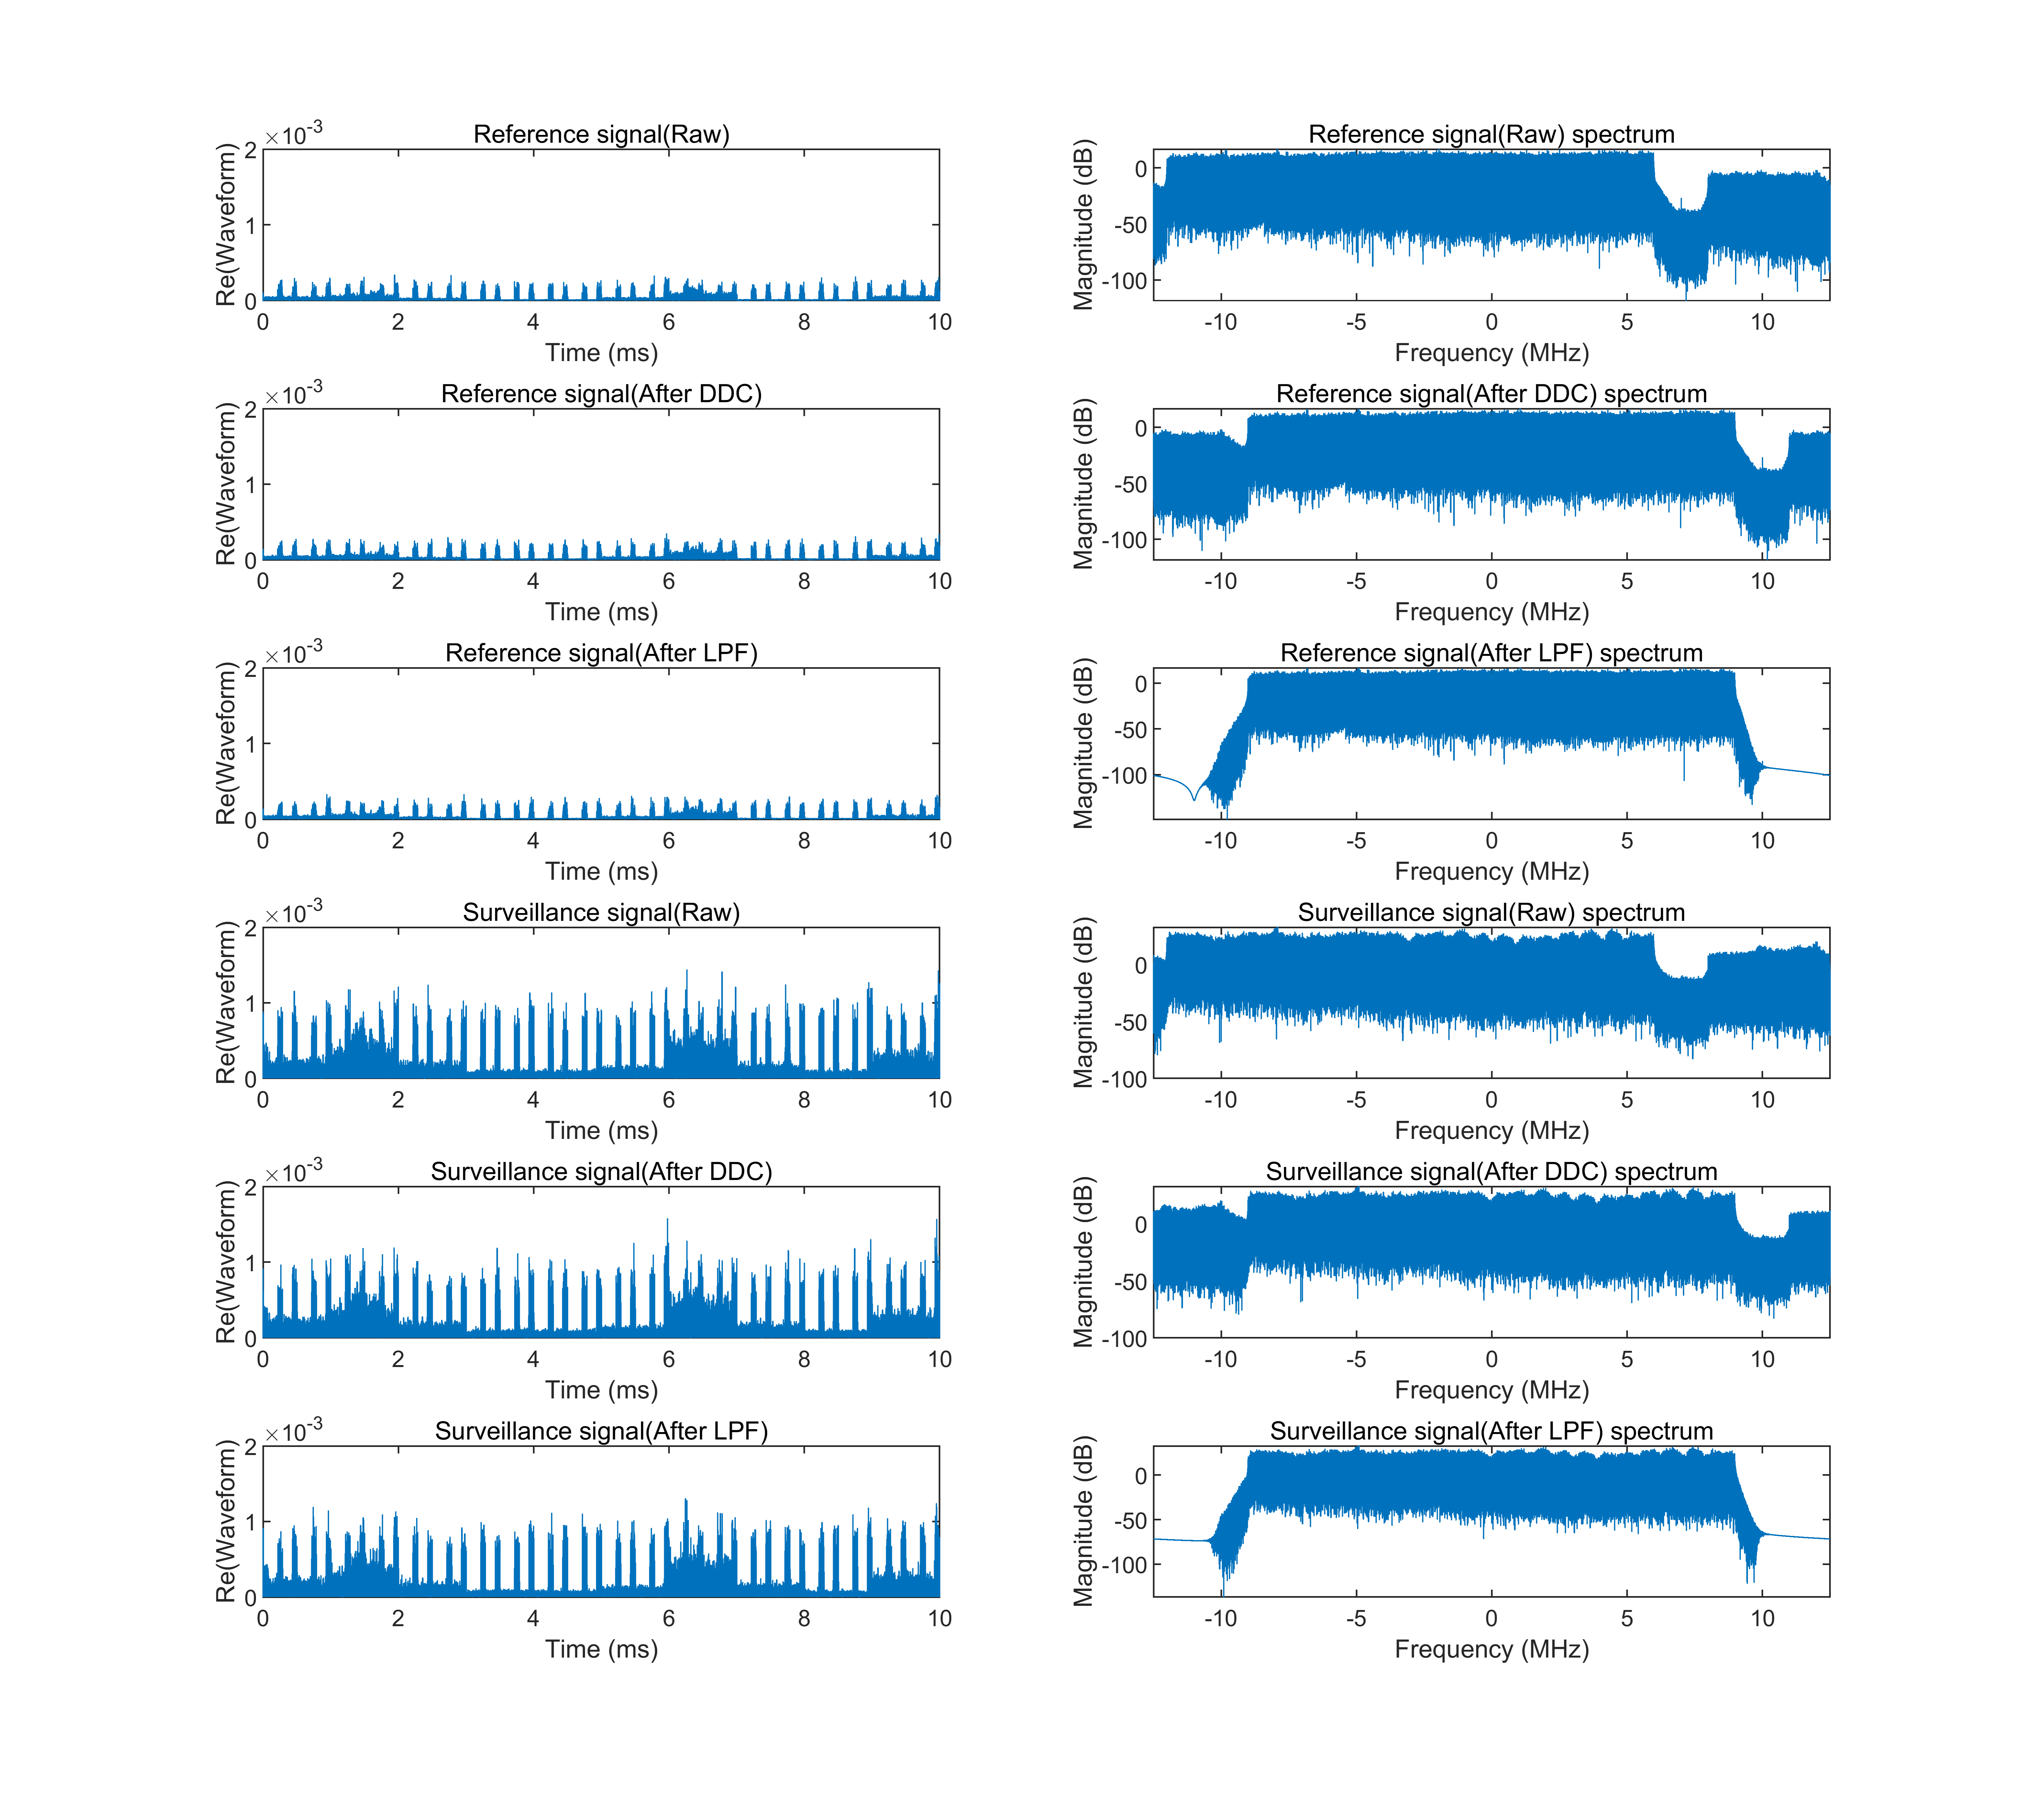 Reference signal(Raw)
×10-3
Re(Waveform)
2
1
0
0 2 4 6 8 10
Time (ms)
Reference signal(Raw) spectrum
Magnitude (dB)
0
-50
-100
-10 -5 0 5 10
Frequency (MHz)
Reference signal(After DDC)
×10-3
Re(Waveform)
2
1
0
0 2 4 6 8 10
Time (ms)
Reference signal(After DDC) spectrum
Magnitude (dB)
0
-50
-100
-10 -5 0 5 10
Frequency (MHz)
Reference signal(After LPF)
×10-3
Re(Waveform)
2
1
0
0 2 4 6 8 10
Time (ms)
Reference signal(After LPF) spectrum
Magnitude (dB)
0
-50
-100
-10 -5 0 5 10
Frequency (MHz)
Surveillance signal(Raw)
×10-3
Re(Waveform)
2
1
0
0 2 4 6 8 10
Time (ms)
Surveillance signal(Raw) spectrum
Magnitude (dB)
0
-50
-100
-10 -5 0 5 10
Frequency (MHz)
Surveillance signal(After DDC)
×10-3
Re(Waveform)
2
1
0
0 2 4 6 8 10
Time (ms)
Surveillance signal(After DDC) spectrum
Magnitude (dB)
0
-50
-100
-10 -5 0 5 10
Frequency (MHz)
Surveillance signal(After LPF)
×10-3
Re(Waveform)
2
1
0
0 2 4 6 8 10
Time (ms)
Surveillance signal(After LPF) spectrum
Magnitude (dB)
0
-50
-100
-10 -5 0 5 10
Frequency (MHz)